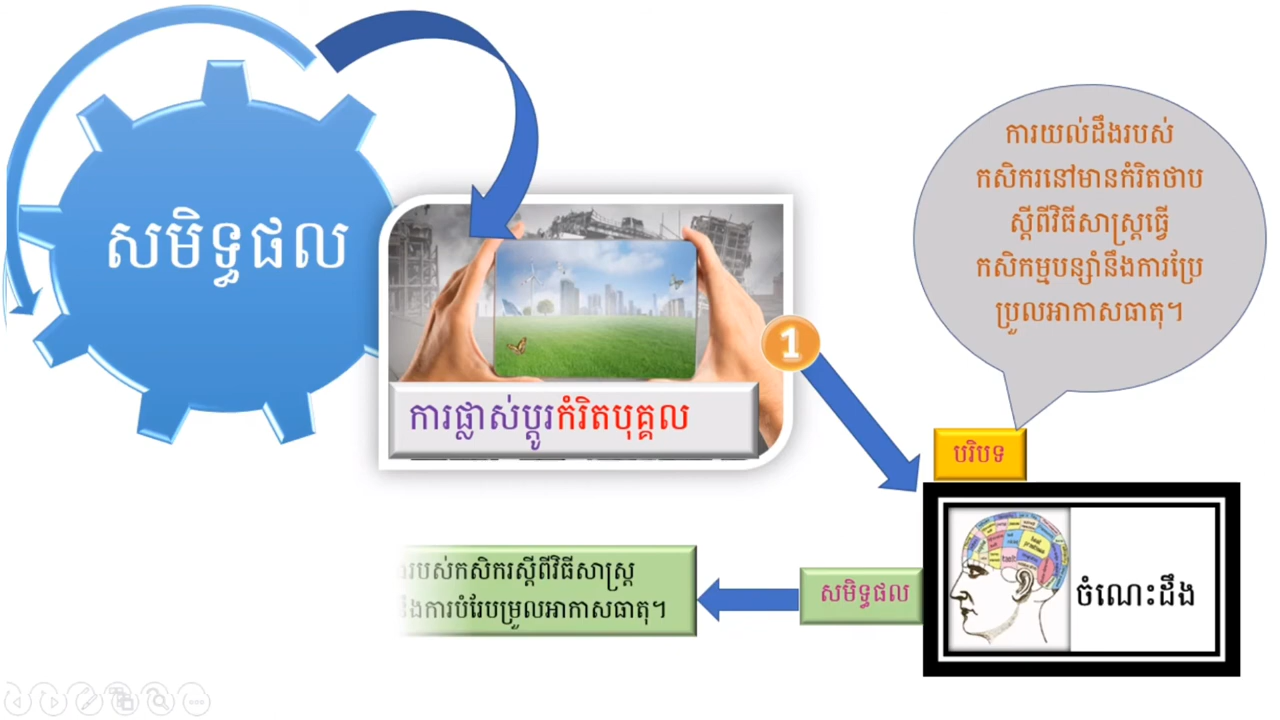 សមិទ្ធផល
ការផ្លាស់ប្តូរកំរិតបុគ្គល
1
ការយល់ដឹងរបស់
កសិករនៅមានកំរិតថាប
ស្តីពីវិធីសាស្ត្រធ្វើ
កសិកម្មបន្សាំនឹងការប្រែ
ប្រួលអាកាសធាតុ។
បរិបទ
ចំណេះដឹង
សមិទ្ធផល
របស់កសិករស្តីពីវិធីសាស្ត្រ
នឹងការបំរែបម្រួលអាកាសធាតុ។